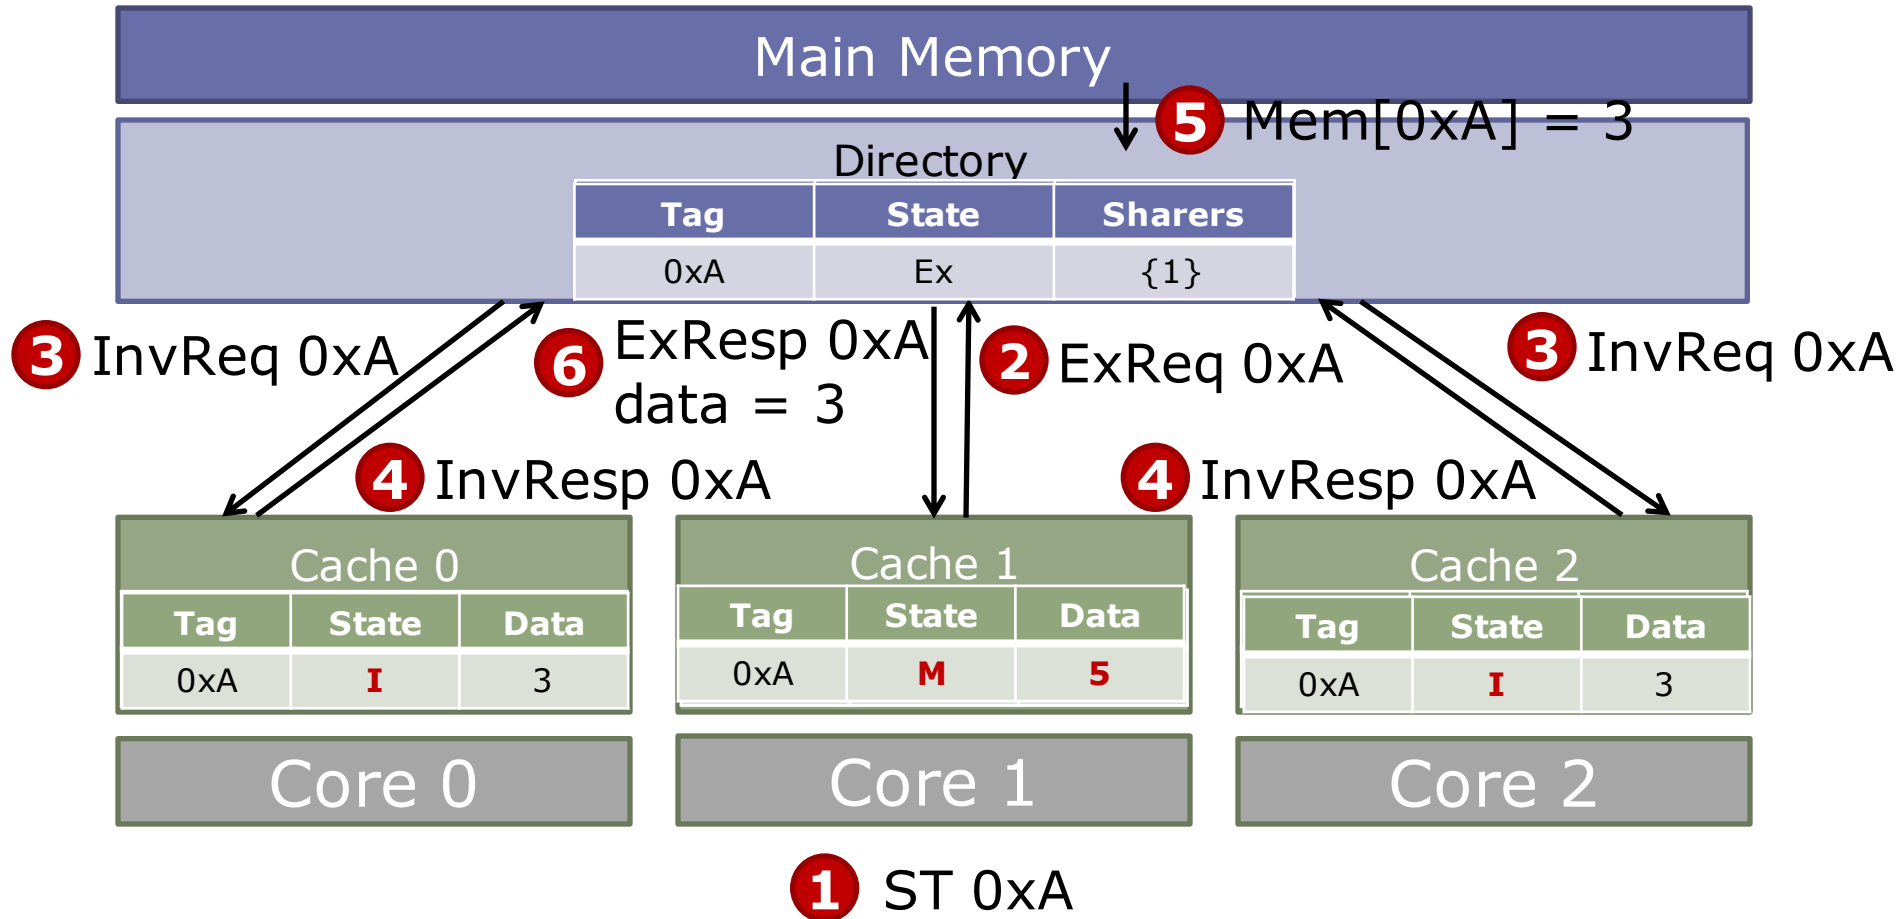 Main Memory
5 Mem[0xA] = 3
Directory
Tag State Sharers
0xA Ex {1}
3 InvReq 0xA
6 ExResp 0xA
data = 3
2 ExReq 0xA
3 InvReq 0xA
4 InvResp 0xA
4 InvResp 0xA
Cache 0
Tag State Data
0xA I 3
Cache 1
Tag State Data
0xA M 5
Cache 2
Tag State Data
0xA I 3
Core 0
Core 1
Core 2
1 ST 0xA